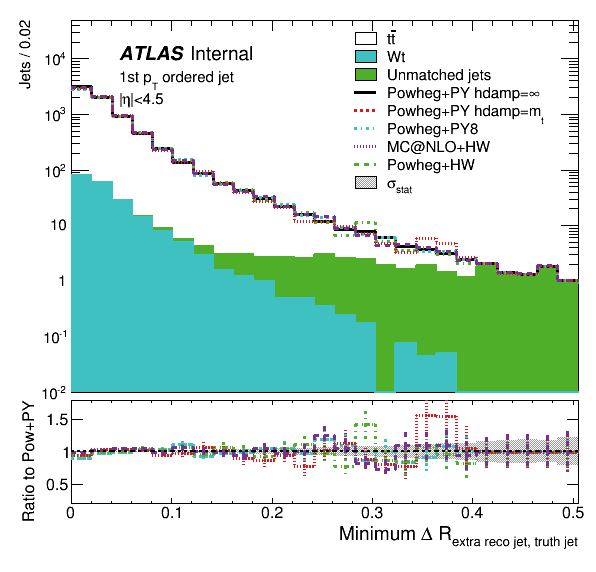 Jets / 0.02
ATLAS Internal
1st p_T ordered jet
|η|<4.5
tt̄
Wt
Unmatched jets
Powheg+PY hdamp=∞
Powheg+PY hdamp=m_t
Powheg+PY8
MC@NLO+HW
Powheg+HW
σ_stat
10^4
10^3
10^2
10
1
10^-1
10^-2
Ratio to Pow+PY
1.5
1
0.5
0 0.1 0.2 0.3 0.4 0.5
Minimum Δ R_extra reco jet, truth jet